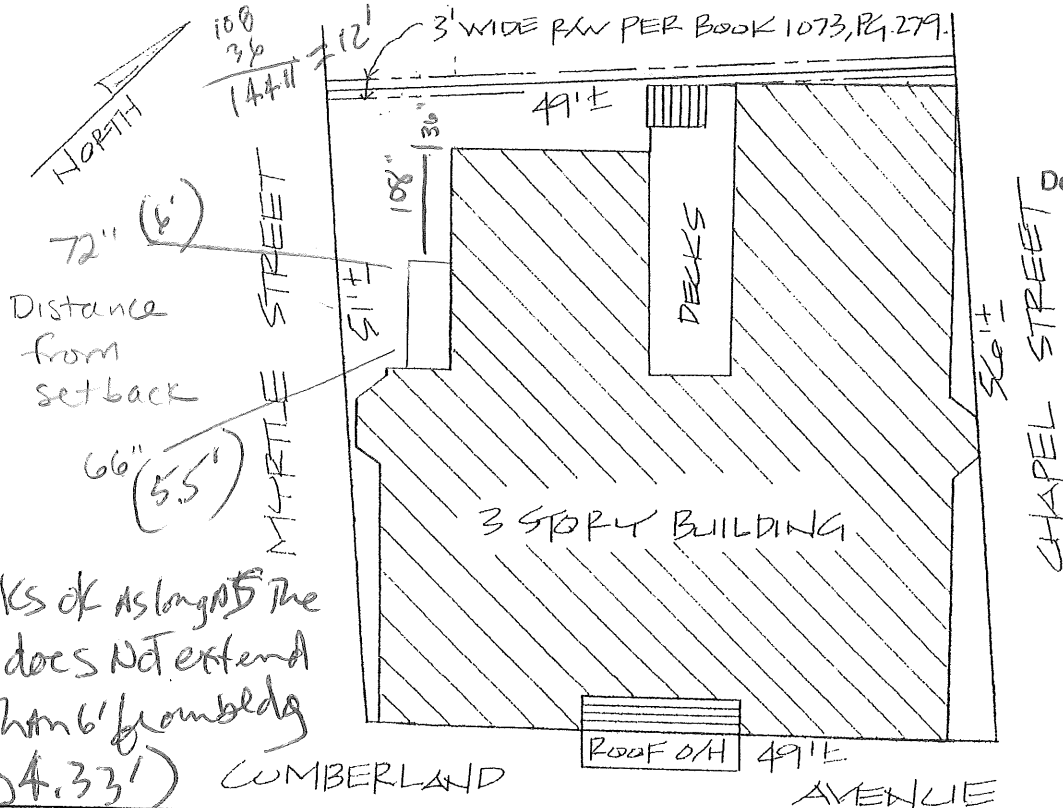 3' WIDE R/W PER BOOK 1073, PG. 279.
108
36
144" = 12'
NORTH
49'±
108"
36"
72" (6')
Distance
from
setback
66" (5.5')
MYRTLE STREET
51'±
DECKS
56'±
CHAPEL STREET
3 STORY BUILDING
ks ok As long AS The
does Not extend
than 6' from bldg
4.33')
ROOF O/H
49'±
CUMBERLAND AVENUE